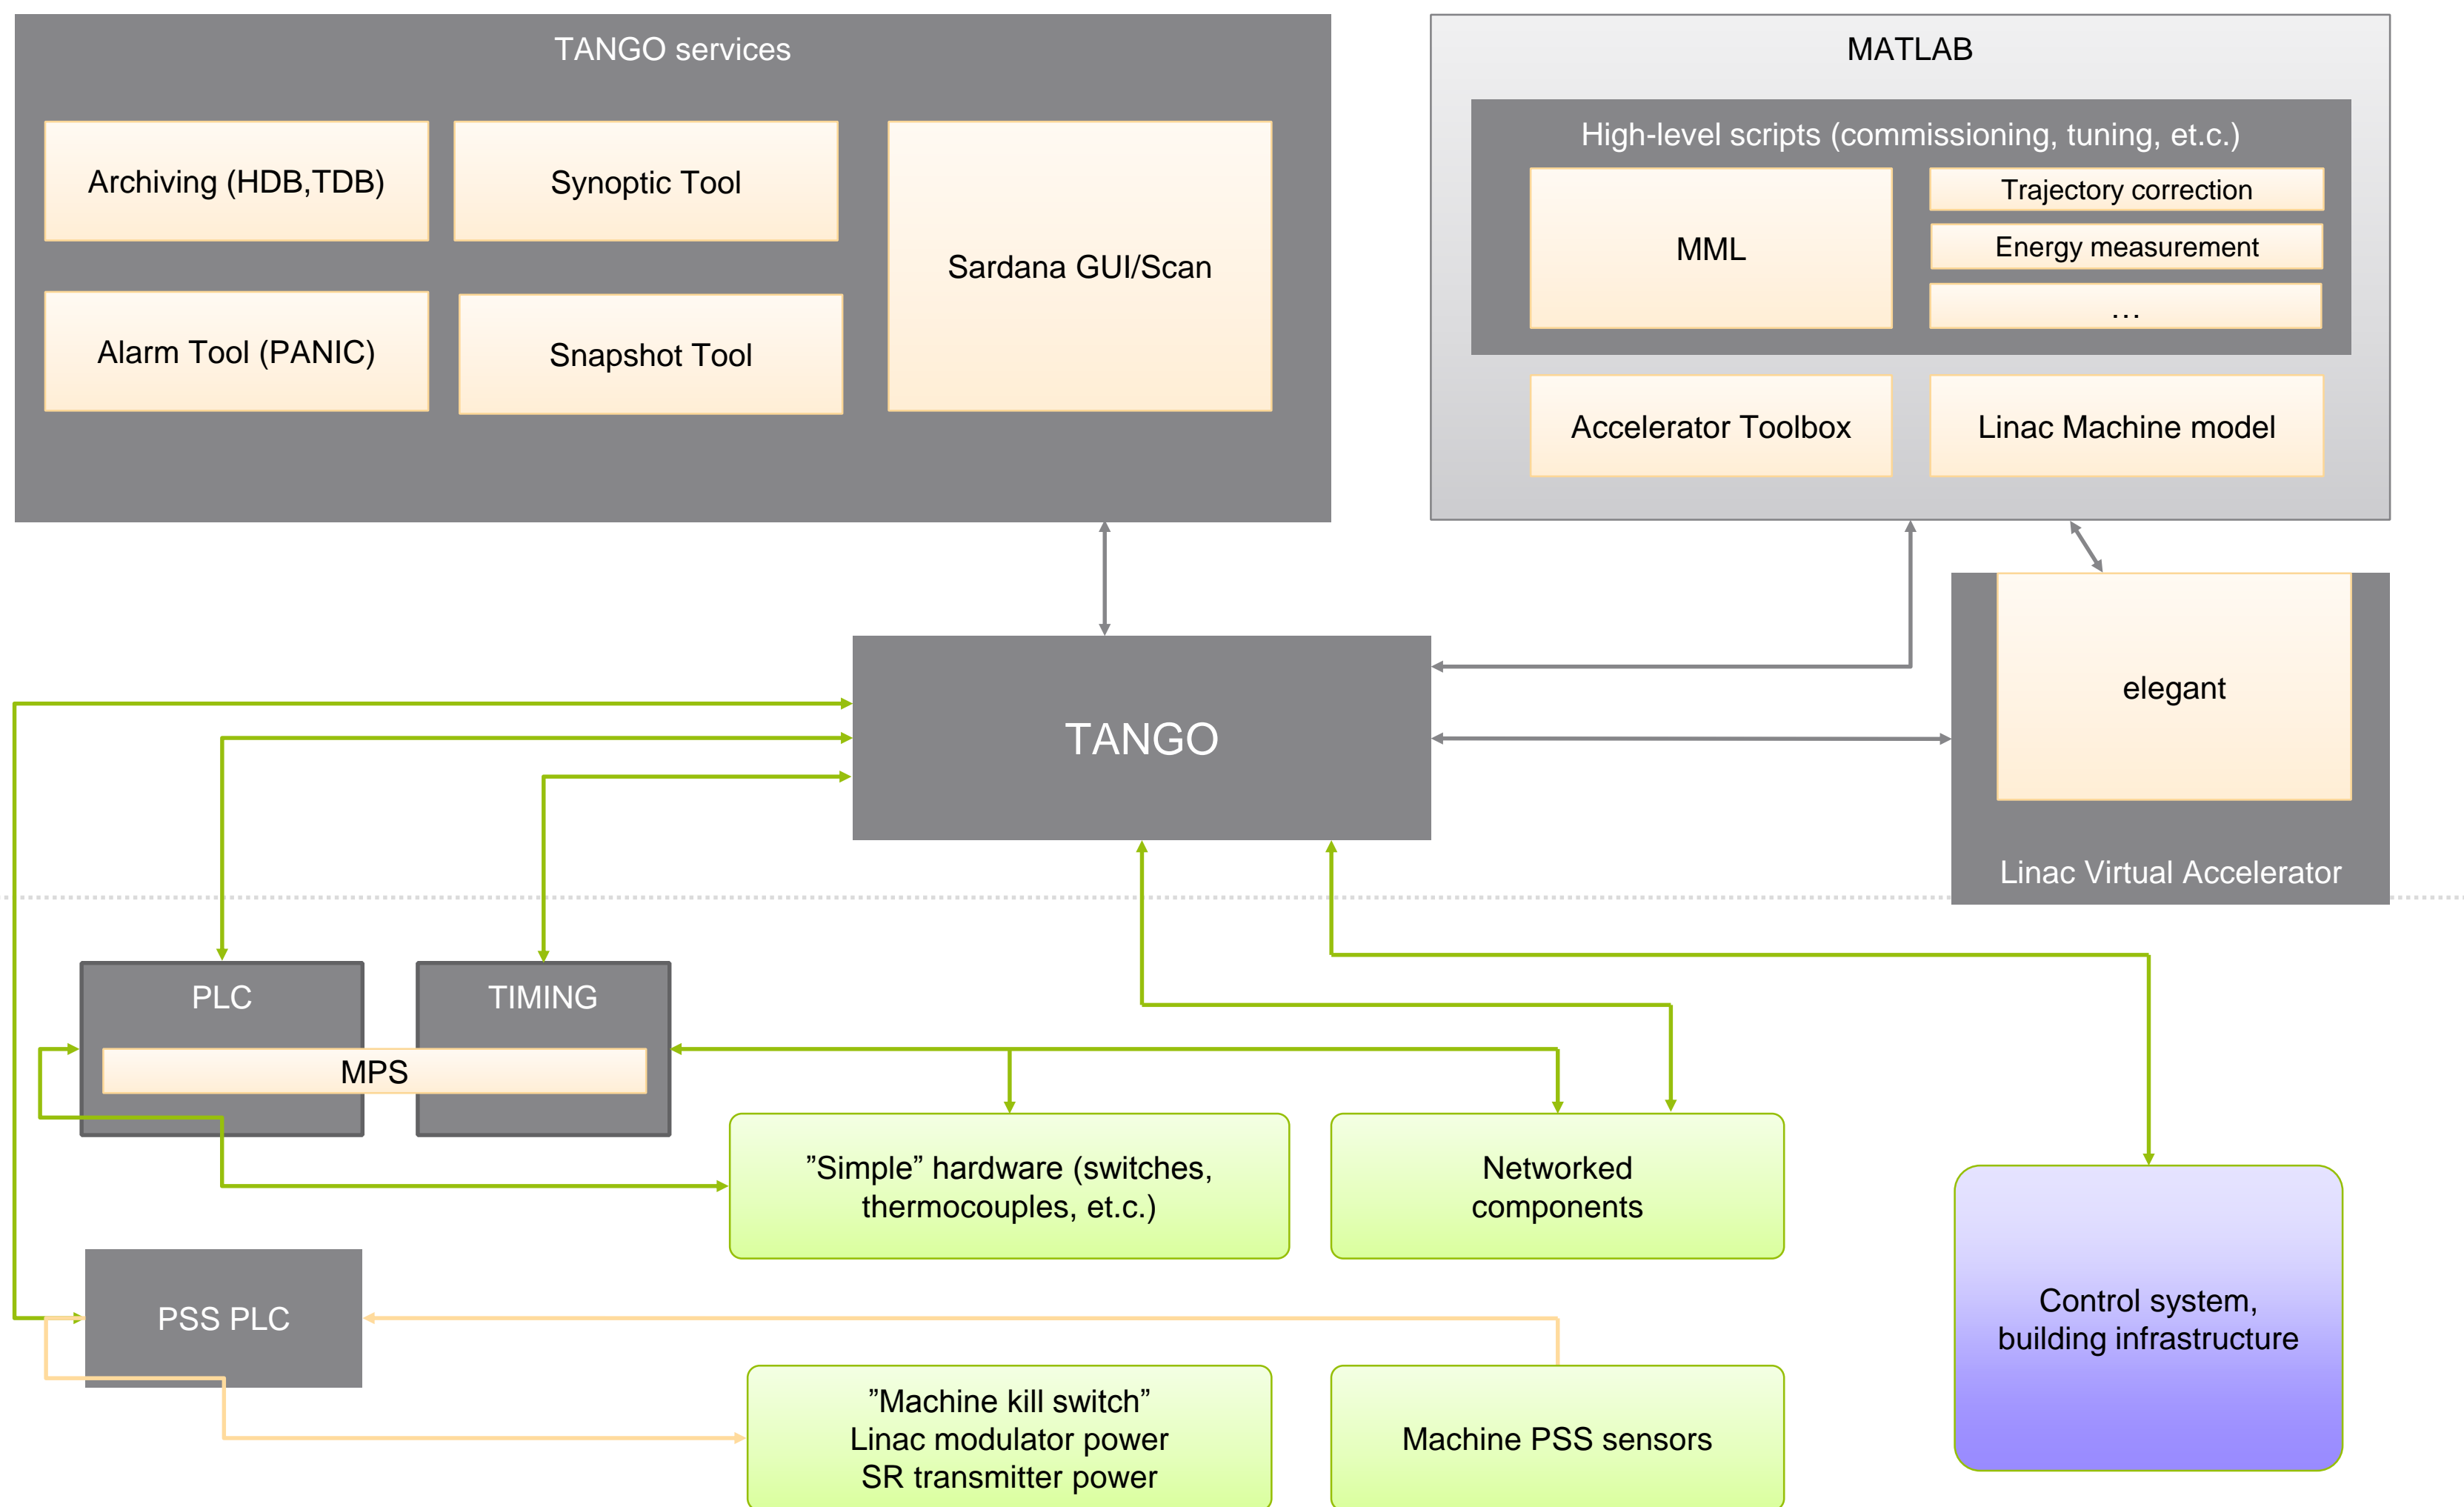 TANGO services
Archiving (HDB,TDB)
Synoptic Tool
Sardana GUI/Scan
Alarm Tool (PANIC)
Snapshot Tool
MATLAB
High-level scripts (commissioning, tuning, et.c.)
MML
Trajectory correction
Energy measurement
…
Accelerator Toolbox
Linac Machine model
TANGO
elegant
Linac Virtual Accelerator
PLC
TIMING
MPS
”Simple” hardware (switches,
thermocouples, et.c.)
Networked
components
PSS PLC
”Machine kill switch”
Linac modulator power
SR transmitter power
Machine PSS sensors
Control system,
building infrastructure